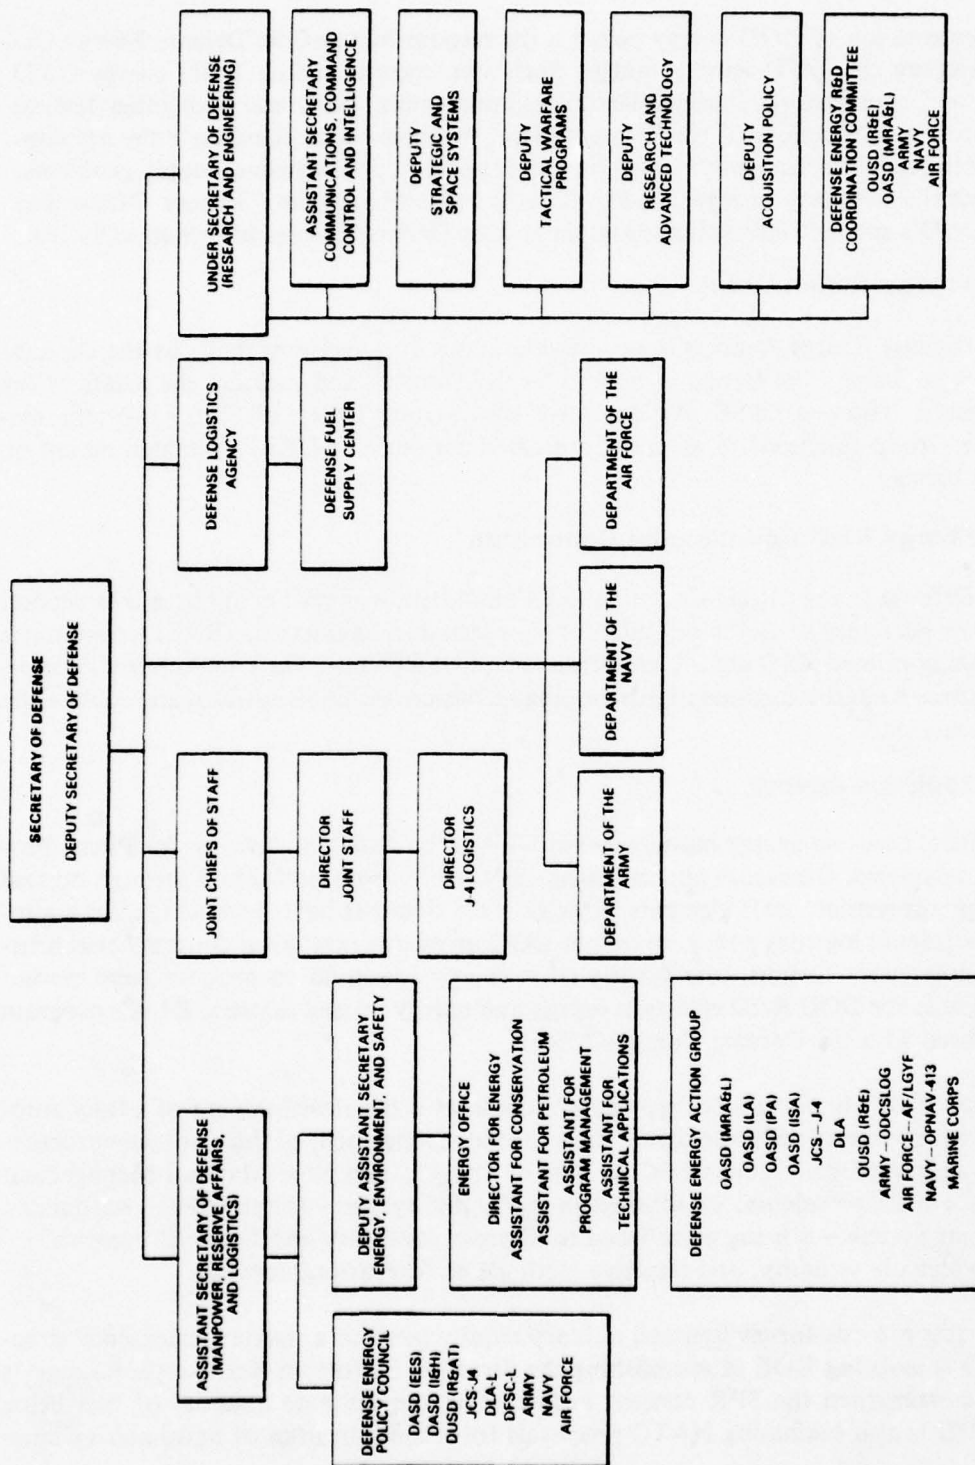 SECRETARY OF DEFENSE
DEPUTY SECRETARY OF DEFENSE
ASSISTANT SECRETARY OF DEFENSE
MANPOWER, RESERVE AFFAIRS,
AND LOGISTICS)
JOINT CHIEFS OF STAFF
DEFENSE LOGISTICS
AGENCY
UNDER SECRETARY OF DEFENSE
(RESEARCH AND ENGINEERING)
DEFENSE ENERGY
POLICY COUNCIL
DASD (EES)
DASD (I&H)
DUSD (R&AT)
JCS-J4
DLA-L
DFSC-L
ARMY
NAVY
AIR FORCE
DEPUTY ASSISTANT SECRETARY
ENERGY, ENVIRONMENT, AND SAFETY
ENERGY OFFICE
DIRECTOR FOR ENERGY
ASSISTANT FOR CONSERVATION
ASSISTANT FOR PETROLEUM
ASSISTANT FOR
PROGRAM MANAGEMENT
ASSISTANT FOR
TECHNICAL APPLICATIONS
DEFENSE ENERGY ACTION GROUP
OASD (MRA&L)
OASD (LA)
OASD (PA)
OASD (ISA)
JCS – J-4
DLA
OUSD (R&E)
ARMY–ODCSLOG
AIR FORCE–AF/LGYF
NAVY–OPNAV-413
MARINE CORPS
DIRECTOR
JOINT STAFF
DIRECTOR
J-4 LOGISTICS
DEFENSE FUEL
SUPPLY CENTER
DEPARTMENT OF THE
ARMY
DEPARTMENT OF THE
NAVY
DEPARTMENT OF THE
AIR FORCE
ASSISTANT SECRETARY
COMMUNICATIONS, COMMAND
CONTROL AND INTELLIGENCE
DEPUTY
STRATEGIC AND
SPACE SYSTEMS
DEPUTY
TACTICAL WARFARE
PROGRAMS
DEPUTY
RESEARCH AND
ADVANCED TECHNOLOGY
DEPUTY
ACQUISITION POLICY
DEFENSE ENERGY R&D
COORDINATION COMMITTEE
OUSD (R&E)
OASD (MRA&L)
ARMY
NAVY
AIR FORCE